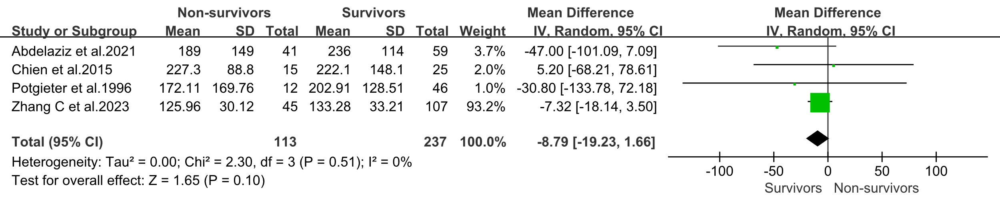 Non-survivors Survivors Mean Difference Mean Difference
Study or Subgroup Mean SD Total Mean SD Total Weight IV, Random, 95% CI IV, Random, 95% CI
Abdelaziz et al.2021 189 149 41 236 114 59 3.7% -47.00 [-101.09, 7.09]
Chien et al.2015 227.3 88.8 15 222.1 148.1 25 2.0% 5.20 [-68.21, 78.61]
Potgieter et al.1996 172.11 169.76 12 202.91 128.51 46 1.0% -30.80 [-133.78, 72.18]
Zhang C et al.2023 125.96 30.12 45 133.28 33.21 107 93.2% -7.32 [-18.14, 3.50]
Total (95% CI) 113 237 100.0% -8.79 [-19.23, 1.66]
Heterogeneity: Tau² = 0.00; Chi² = 2.30, df = 3 (P = 0.51); I² = 0%
Test for overall effect: Z = 1.65 (P = 0.10)
-100 -50 0 50 100
Survivors Non-survivors